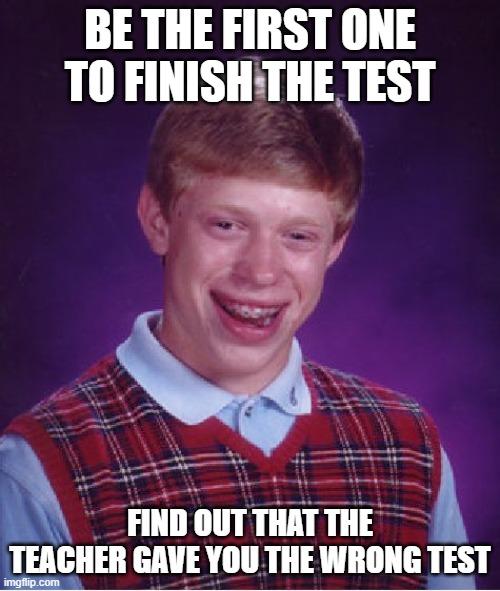 BE THE FIRST ONE
TO FINISH THE TEST
FIND OUT THAT THE
TEACHER GAVE YOU THE WRONG TEST
imgflip.com